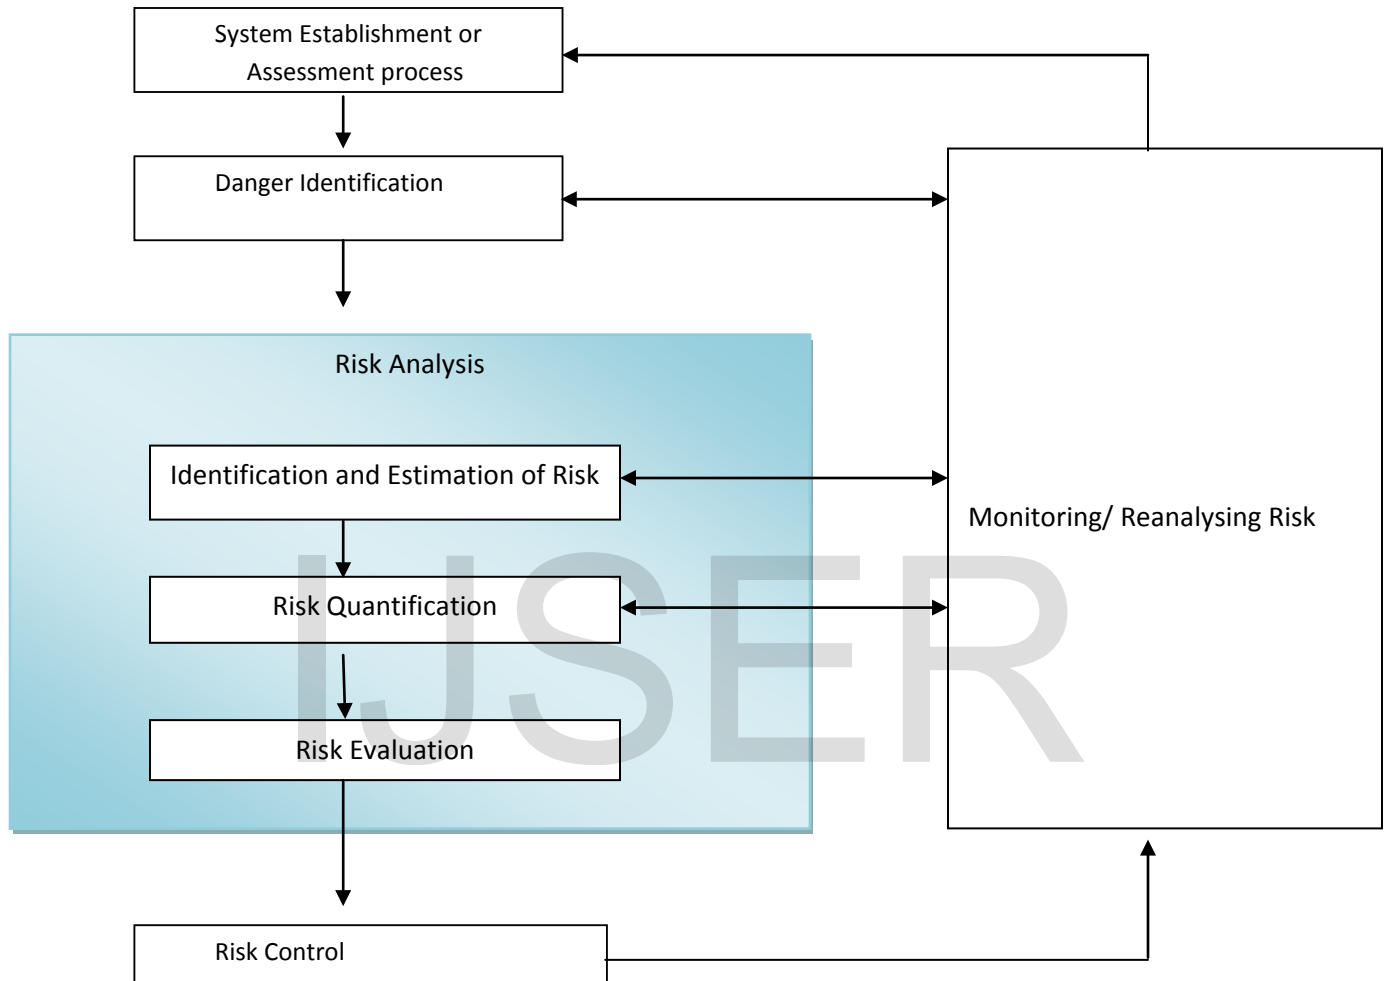 System Establishment or
Assessment process
Danger Identification
Risk Analysis
Identification and Estimation of Risk
Monitoring/ Reanalysing Risk
Risk Quantification
IJSER
Risk Evaluation
Risk Control